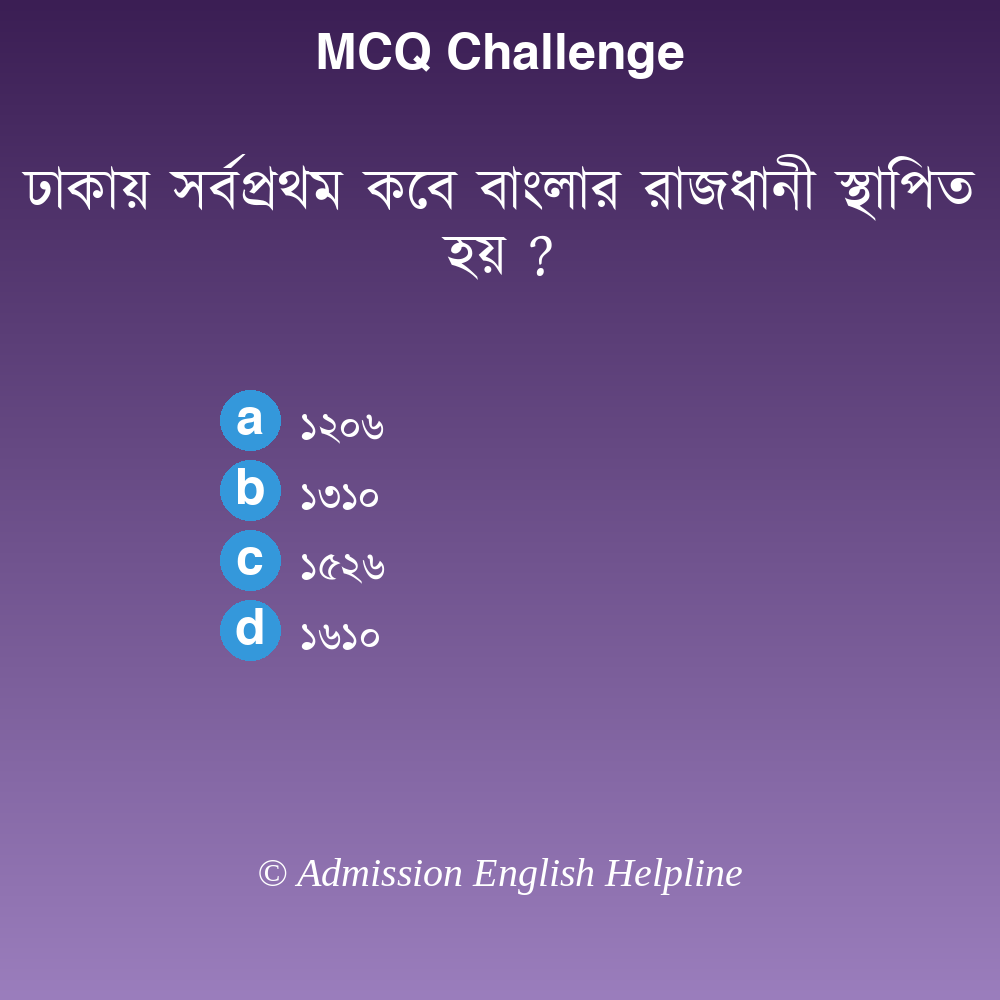 MCQ Challenge
ঢাকায় সর্বপ্রথম কবে বাংলার রাজধানী স্থাপিত
হয় ?
a ১২০৬
b ১৩১০
c ১৫২৬
d ১৬১০
© Admission English Helpline